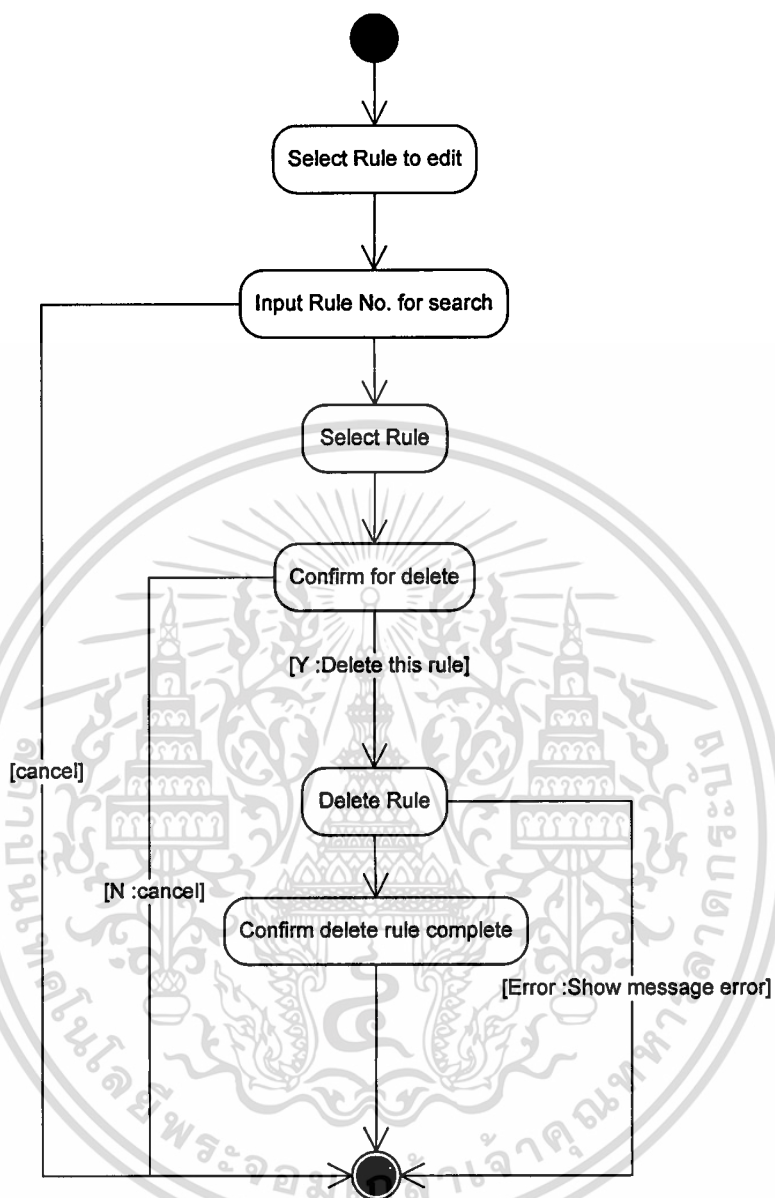 Select Rule to edit
Input Rule No. for search
Select Rule
Confirm for delete
[Y :Delete this rule]
[cancel]
Delete Rule
[N :cancel]
Confirm delete rule complete
[Error :Show message error]